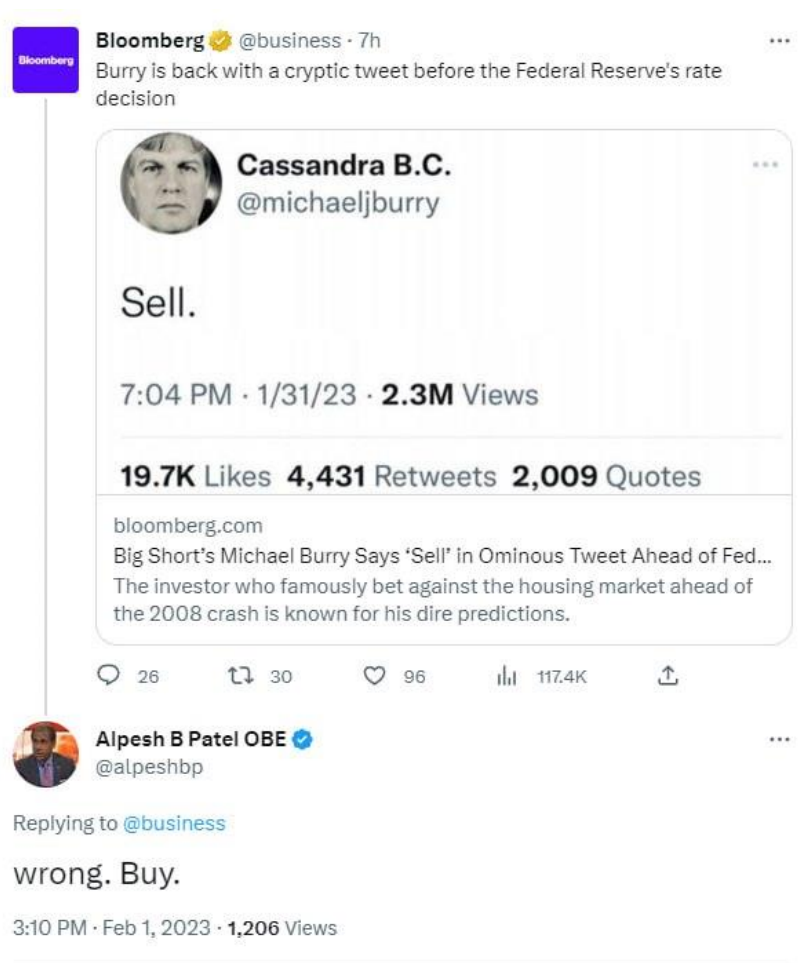 Bloomberg
Bloomberg @business · 7h
Burry is back with a cryptic tweet before the Federal Reserve's rate
decision
Cassandra B.C.
@michaeljburry
Sell.
7:04 PM · 1/31/23 · 2.3M Views
19.7K Likes 4,431 Retweets 2,009 Quotes
bloomberg.com
Big Short's Michael Burry Says ‘Sell’ in Ominous Tweet Ahead of Fed...
The investor who famously bet against the housing market ahead of
the 2008 crash is known for his dire predictions.
26 30 96 117.4K
Alpesh B Patel OBE
@alpeshbp
Replying to @business
wrong. Buy.
3:10 PM · Feb 1, 2023 · 1,206 Views